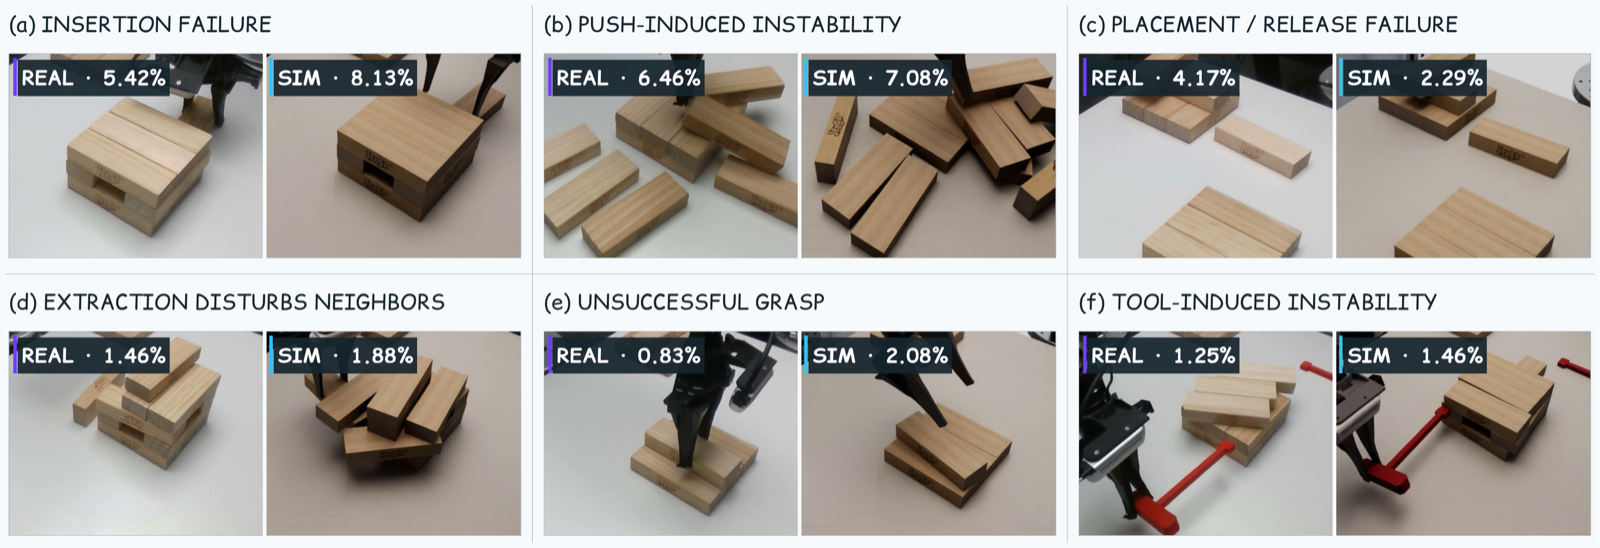 (a) INSERTION FAILURE
REAL · 5.42%
SIM · 8.13%
(b) PUSH-INDUCED INSTABILITY
REAL · 6.46%
SIM · 7.08%
(c) PLACEMENT / RELEASE FAILURE
REAL · 4.17%
SIM · 2.29%
(d) EXTRACTION DISTURBS NEIGHBORS
REAL · 1.46%
SIM · 1.88%
(e) UNSUCCESSFUL GRASP
REAL · 0.83%
SIM · 2.08%
(f) TOOL-INDUCED INSTABILITY
REAL · 1.25%
SIM · 1.46%